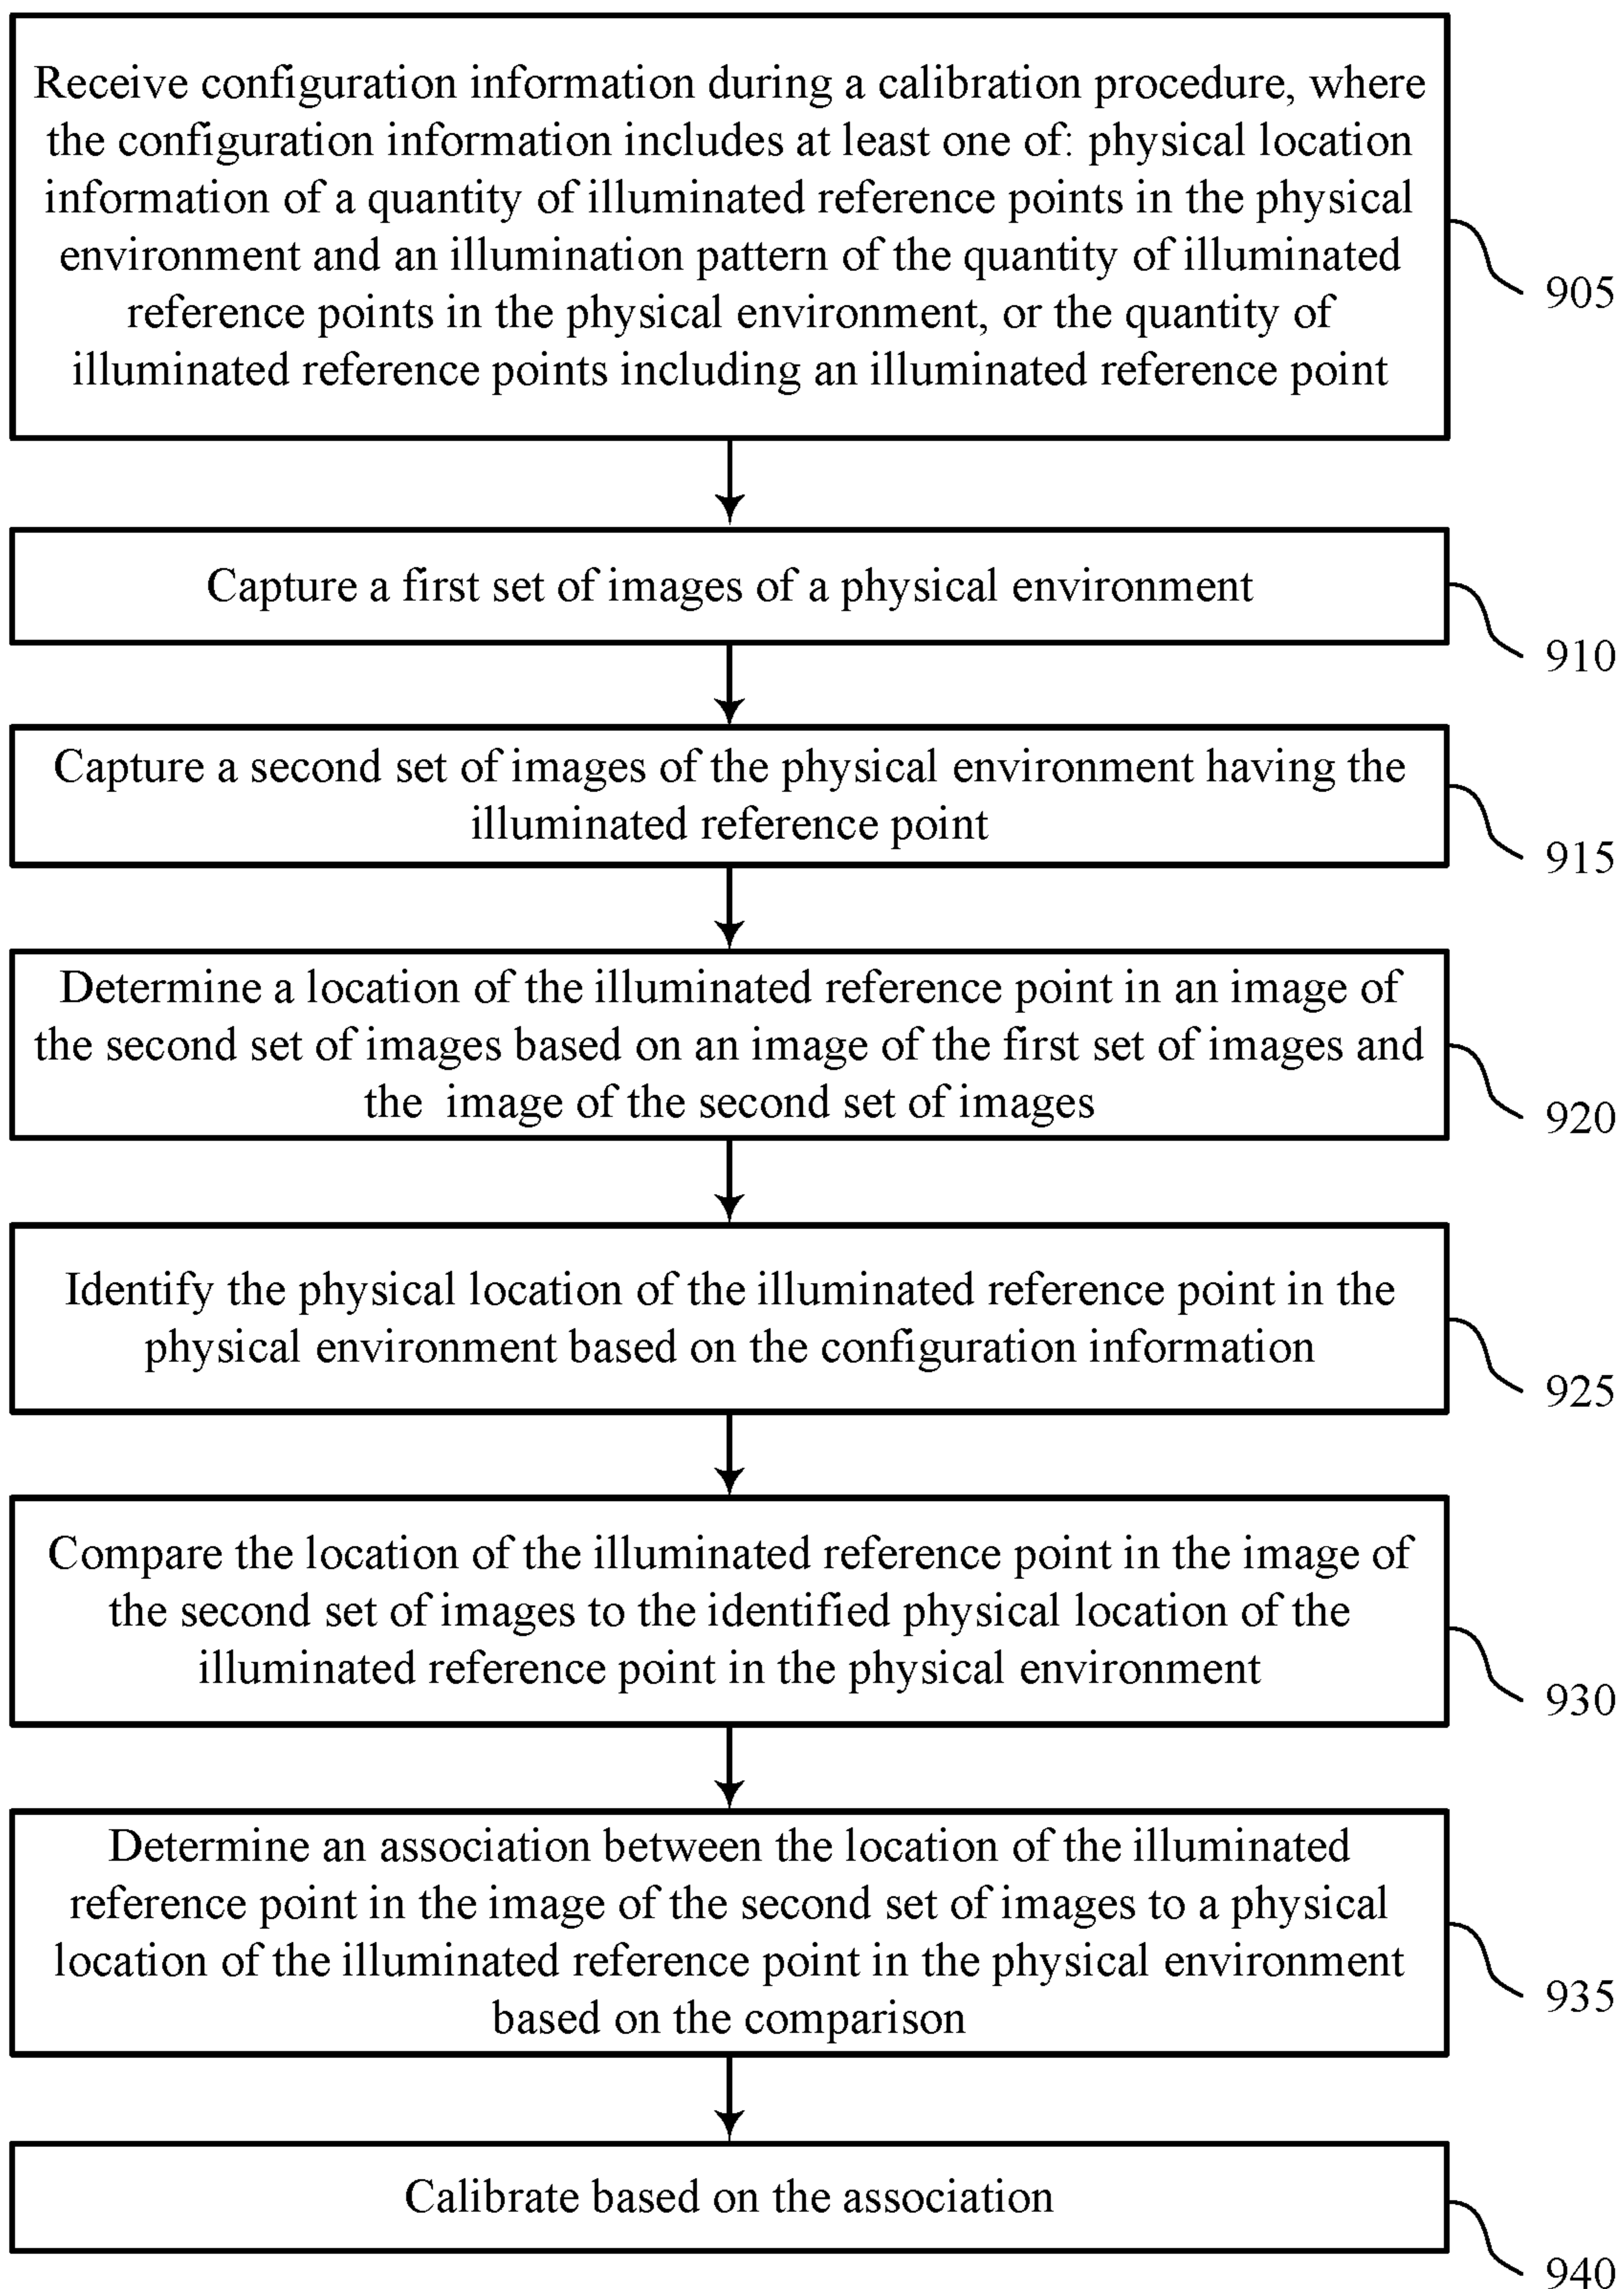 Receive configuration information during a calibration procedure, where
the configuration information includes at least one of: physical location
information of a quantity of illuminated reference points in the physical
environment and an illumination pattern of the quantity of illuminated
reference points in the physical environment, or the quantity of
illuminated reference points including an illuminated reference point
905
Capture a first set of images of a physical environment
910
Capture a second set of images of the physical environment having the
illuminated reference point
915
Determine a location of the illuminated reference point in an image of
the second set of images based on an image of the first set of images and
the image of the second set of images
920
Identify the physical location of the illuminated reference point in the
physical environment based on the configuration information
925
Compare the location of the illuminated reference point in the image of
the second set of images to the identified physical location of the
illuminated reference point in the physical environment
930
Determine an association between the location of the illuminated
reference point in the image of the second set of images to a physical
location of the illuminated reference point in the physical environment
based on the comparison
935
Calibrate based on the association
940